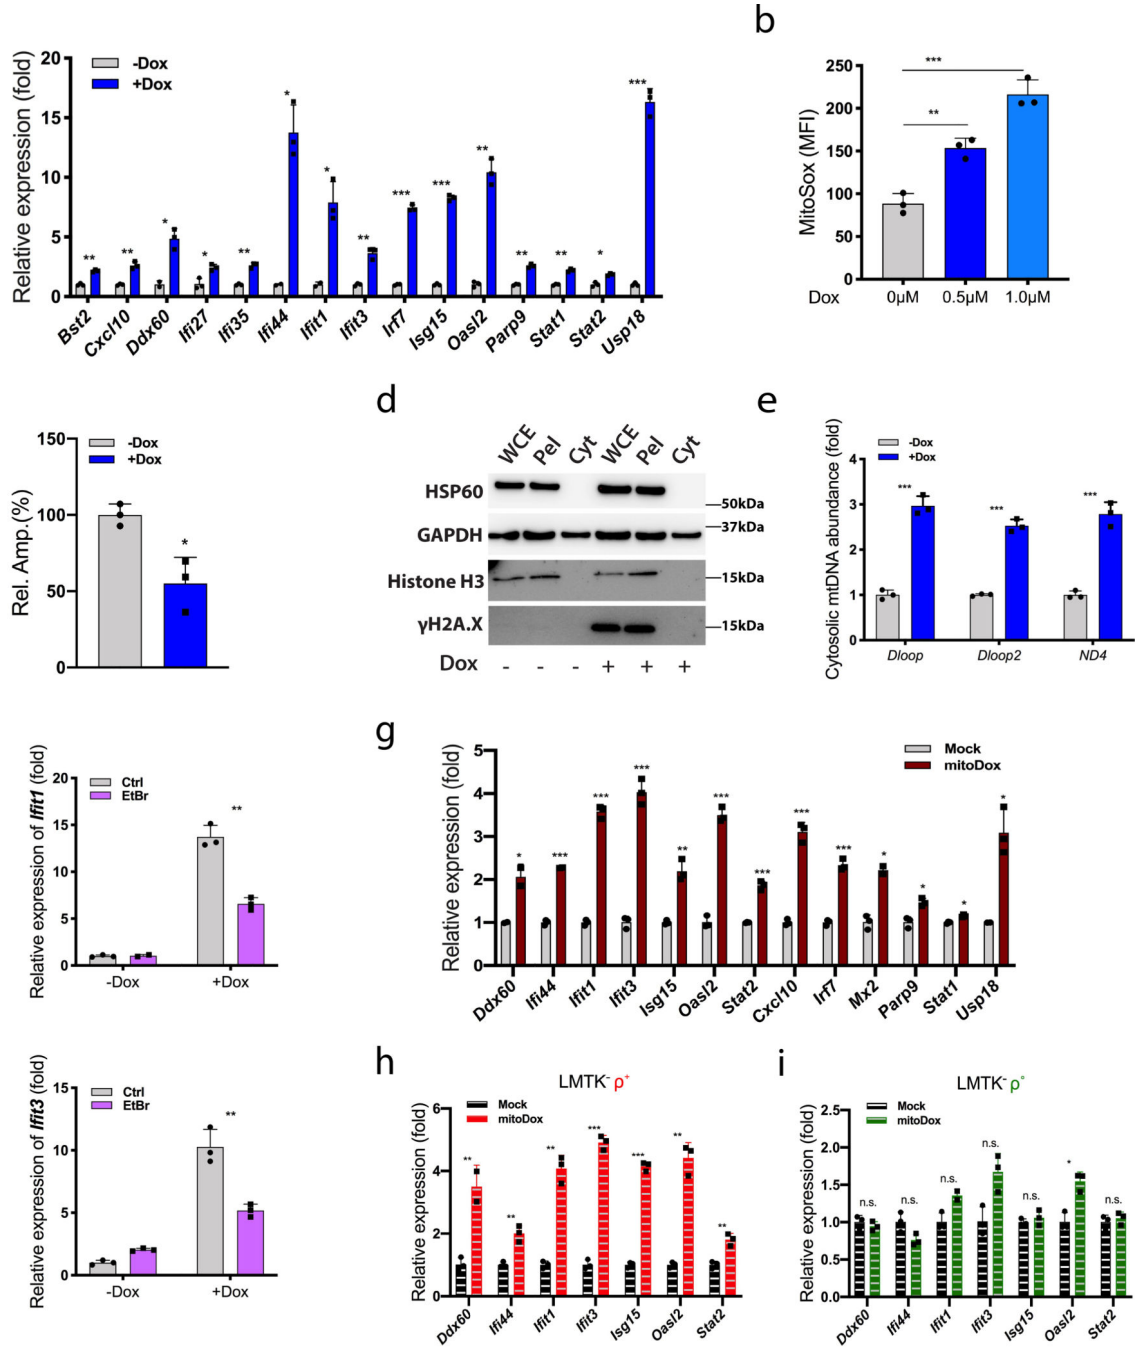 Relative expression (fold)
-Dox
+Dox
20
15
10
5
0
**
**
*
*
**
*
*
**
***
***
**
**
**
*
***
Bst2
Cxcl10
Ddx60
Ifi27
Ifi35
Ifi44
Ifit1
Ifit3
Irf7
Isg15
Oasl2
Parp9
Stat1
Stat2
Usp18
b
MitoSox (MFI)
250
200
150
100
50
0
***
**
Dox
0μM
0.5μM
1.0μM
Rel. Amp.(%)
-Dox
+Dox
150
100
50
0
*
d
WCE
Pel
Cyt
WCE
Pel
Cyt
HSP60
50kDa
GAPDH
37kDa
Histone H3
15kDa
γH2A.X
15kDa
Dox - - - + + +
e
Cytosolic mtDNA abundance (fold)
-Dox
+Dox
4
3
2
1
0
***
***
***
Dloop
Dloop2
ND4
Relative expression of Ifit1 (fold)
Ctrl
EtBr
20
15
10
5
0
**
-Dox
+Dox
g
Relative expression (fold)
Mock
mitoDox
5
4
3
2
1
0
*
***
***
***
**
***
***
***
***
*
*
*
*
Ddx60
Ifi44
Ifit1
Ifit3
Isg15
Oasl2
Stat2
Cxcl10
Irf7
Mx2
Parp9
Stat1
Usp18
Relative expression of Ifit3 (fold)
Ctrl
EtBr
15
10
5
0
**
-Dox
+Dox
h
LMTK⁻ ρ⁺
Relative expression (fold)
Mock
mitoDox
6
4
2
0
**
**
**
***
***
**
**
Ddx60
Ifi44
Ifit1
Ifit3
Isg15
Oasl2
Stat2
i
LMTK⁻ ρ°
Relative expression (fold)
Mock
mitoDox
2.5
2.0
1.5
1.0
0.5
0.0
n.s.
n.s.
n.s.
n.s.
n.s.
*
n.s.
Ddx60
Ifi44
Ifit1
Ifit3
Isg15
Oasl2
Stat2